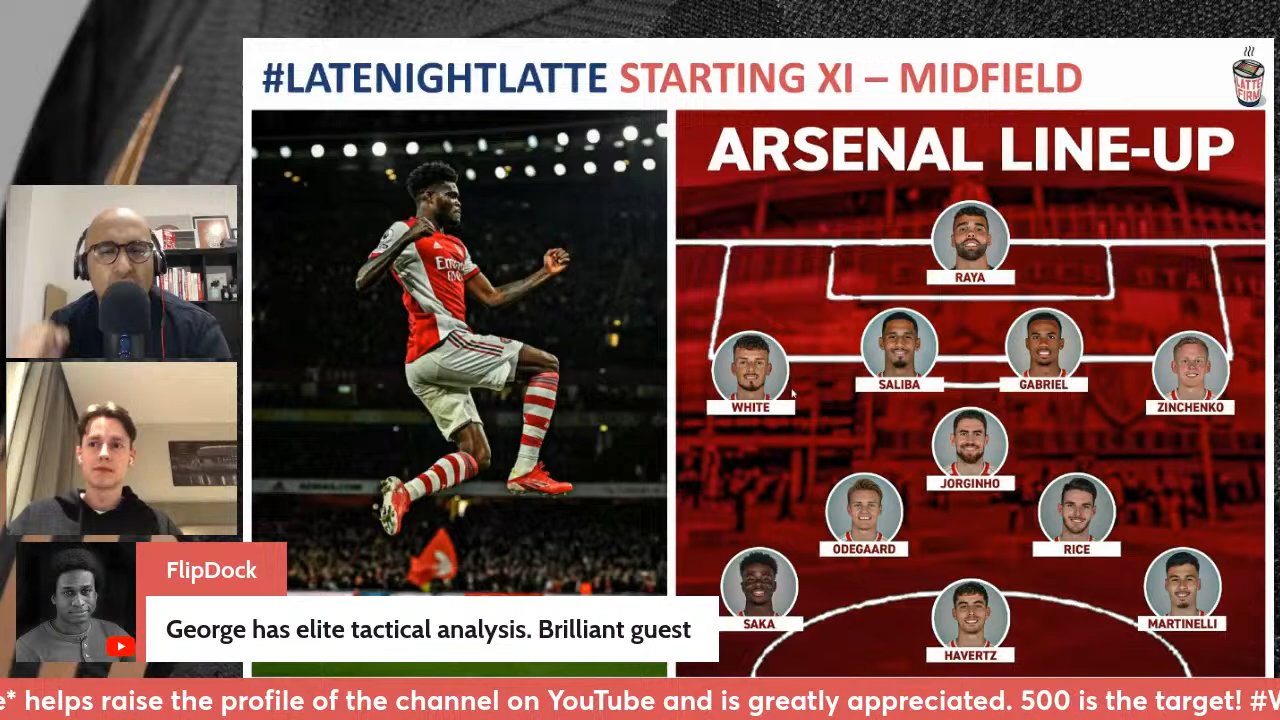 #LATENIGHTLATTE STARTING XI – MIDFIELD
LATTE
FIRM
ARSENAL LINE-UP
RAYA
SALIBA
GABRIEL
WHITE
ZINCHENKO
JORGINHO
ODEGAARD
RICE
SAKA
MARTINELLI
HAVERTZ
FlipDock
George has elite tactical analysis. Brilliant guest
e* helps raise the profile of the channel on YouTube and is greatly appreciated. 500 is the target! #V